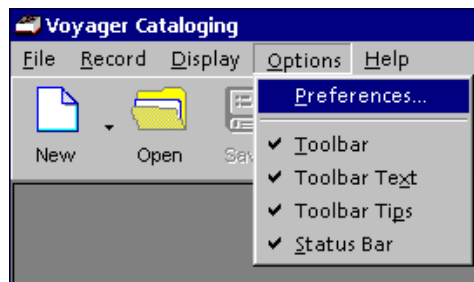 Voyager Cataloging
File Record Display Options Help
Preferences...
New Open
Toolbar
Toolbar Text
Toolbar Tips
Status Bar